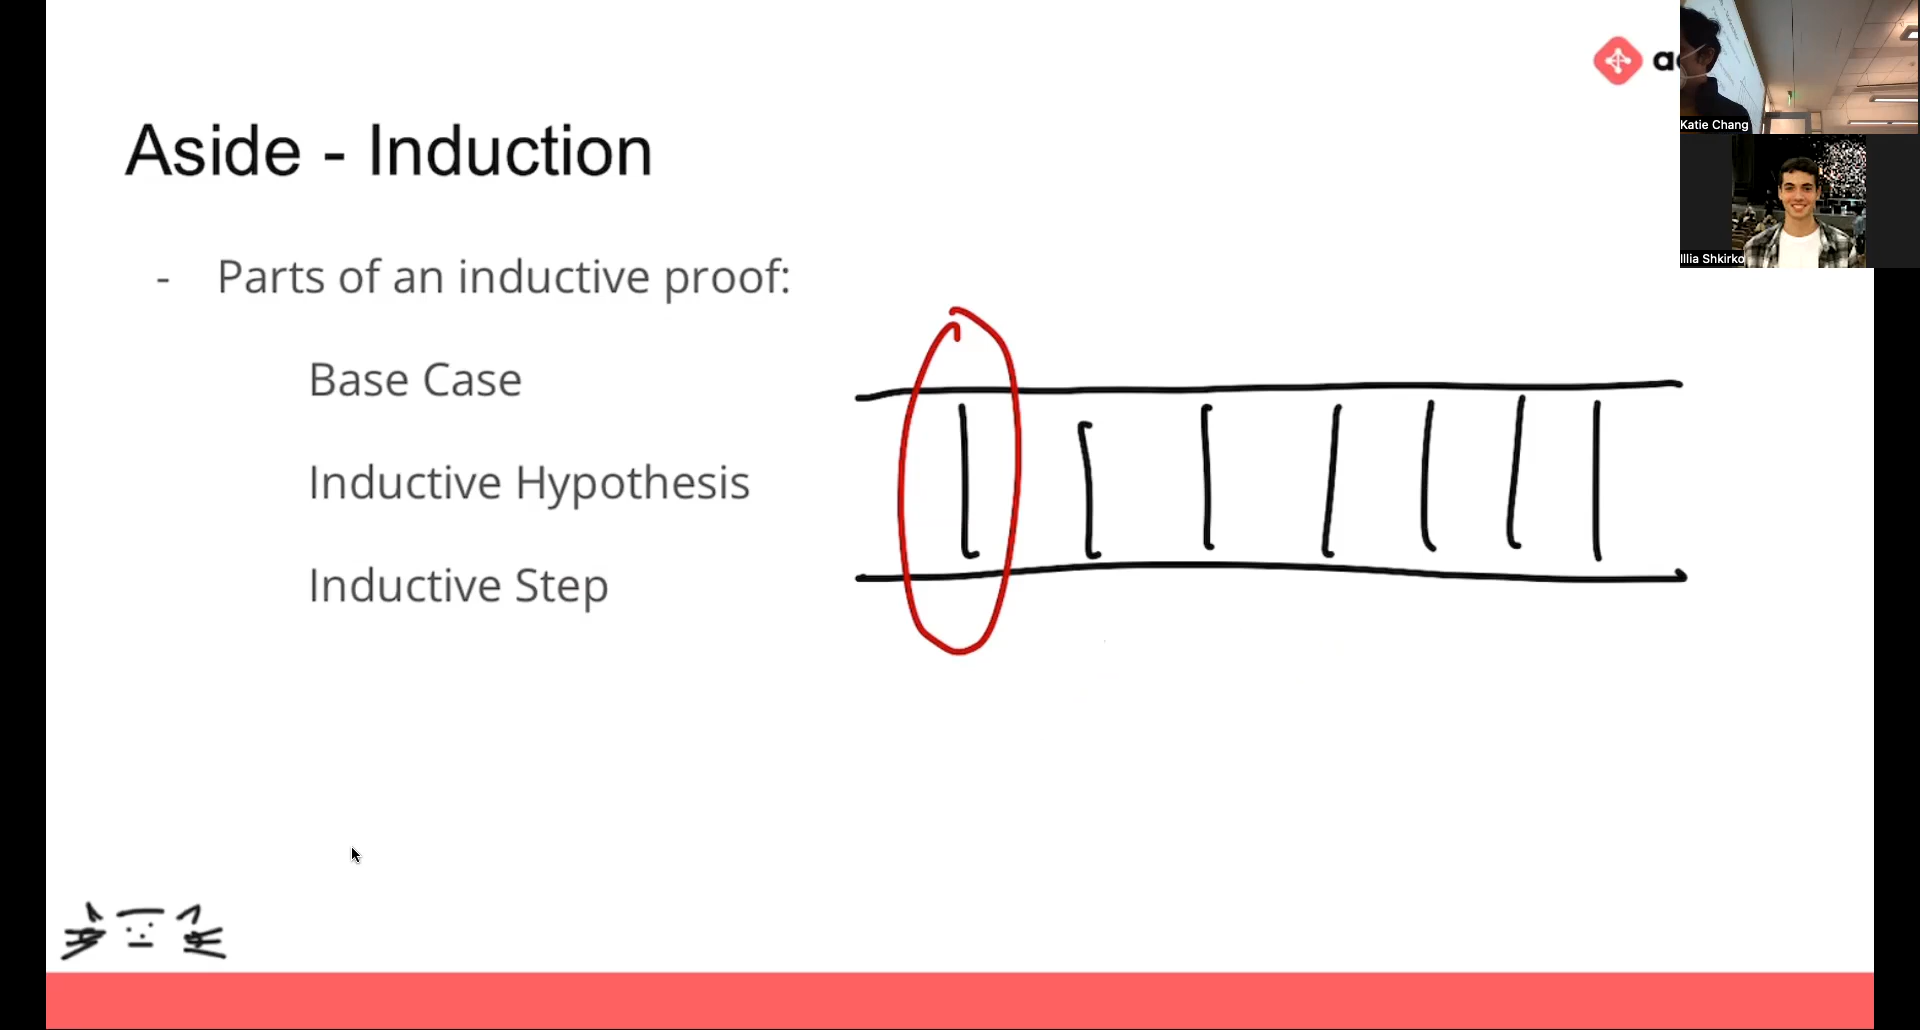 Aside - Induction
- Parts of an inductive proof:
Base Case
Inductive Hypothesis
Inductive Step
Katie Chang
Illia Shkirko